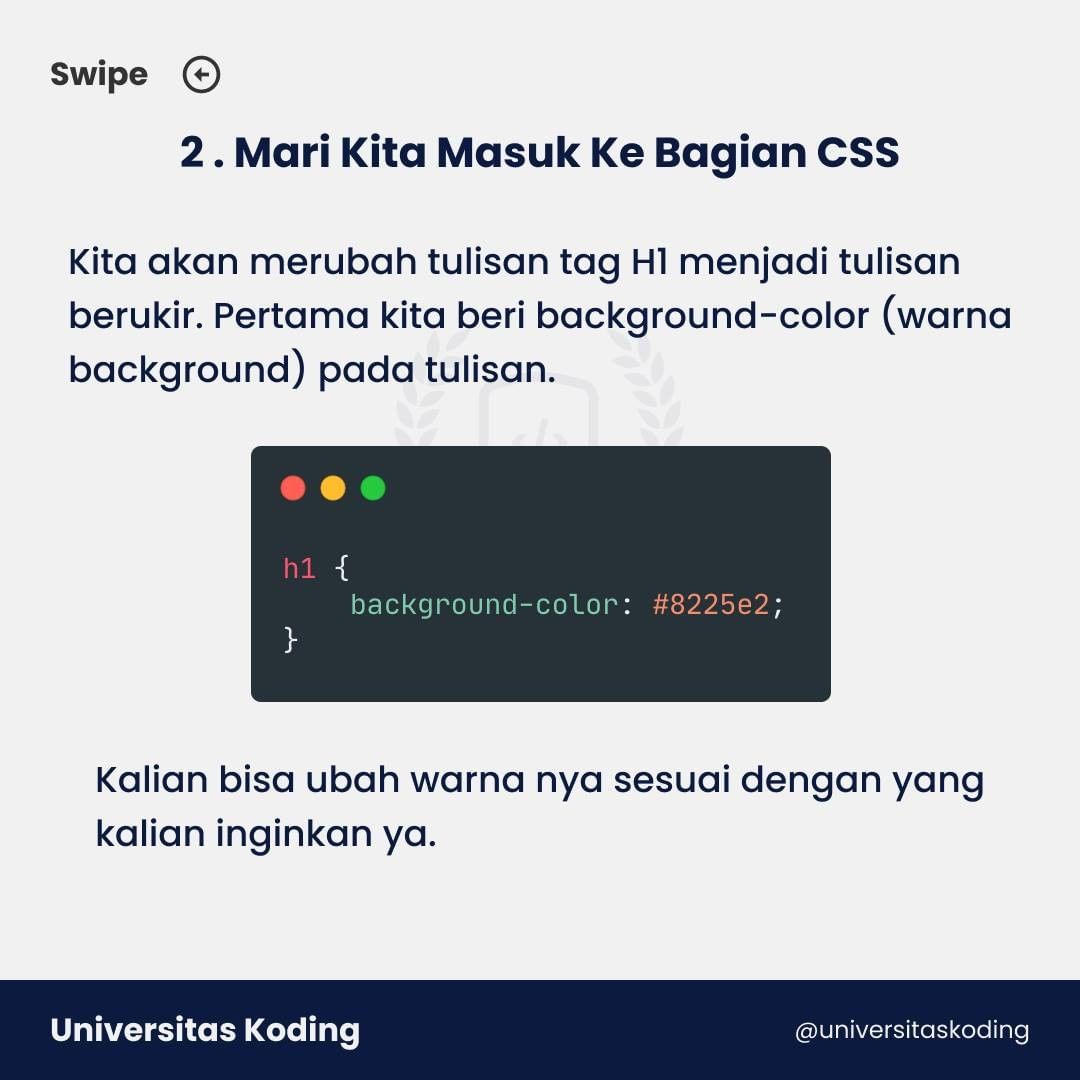 Swipe
2 . Mari Kita Masuk Ke Bagian CSS
Kita akan merubah tulisan tag H1 menjadi tulisan
berukir. Pertama kita beri background-color (warna
background) pada tulisan.
h1 {
    background-color: #8225e2;
}
Kalian bisa ubah warna nya sesuai dengan yang
kalian inginkan ya.
Universitas Koding
@universitaskoding